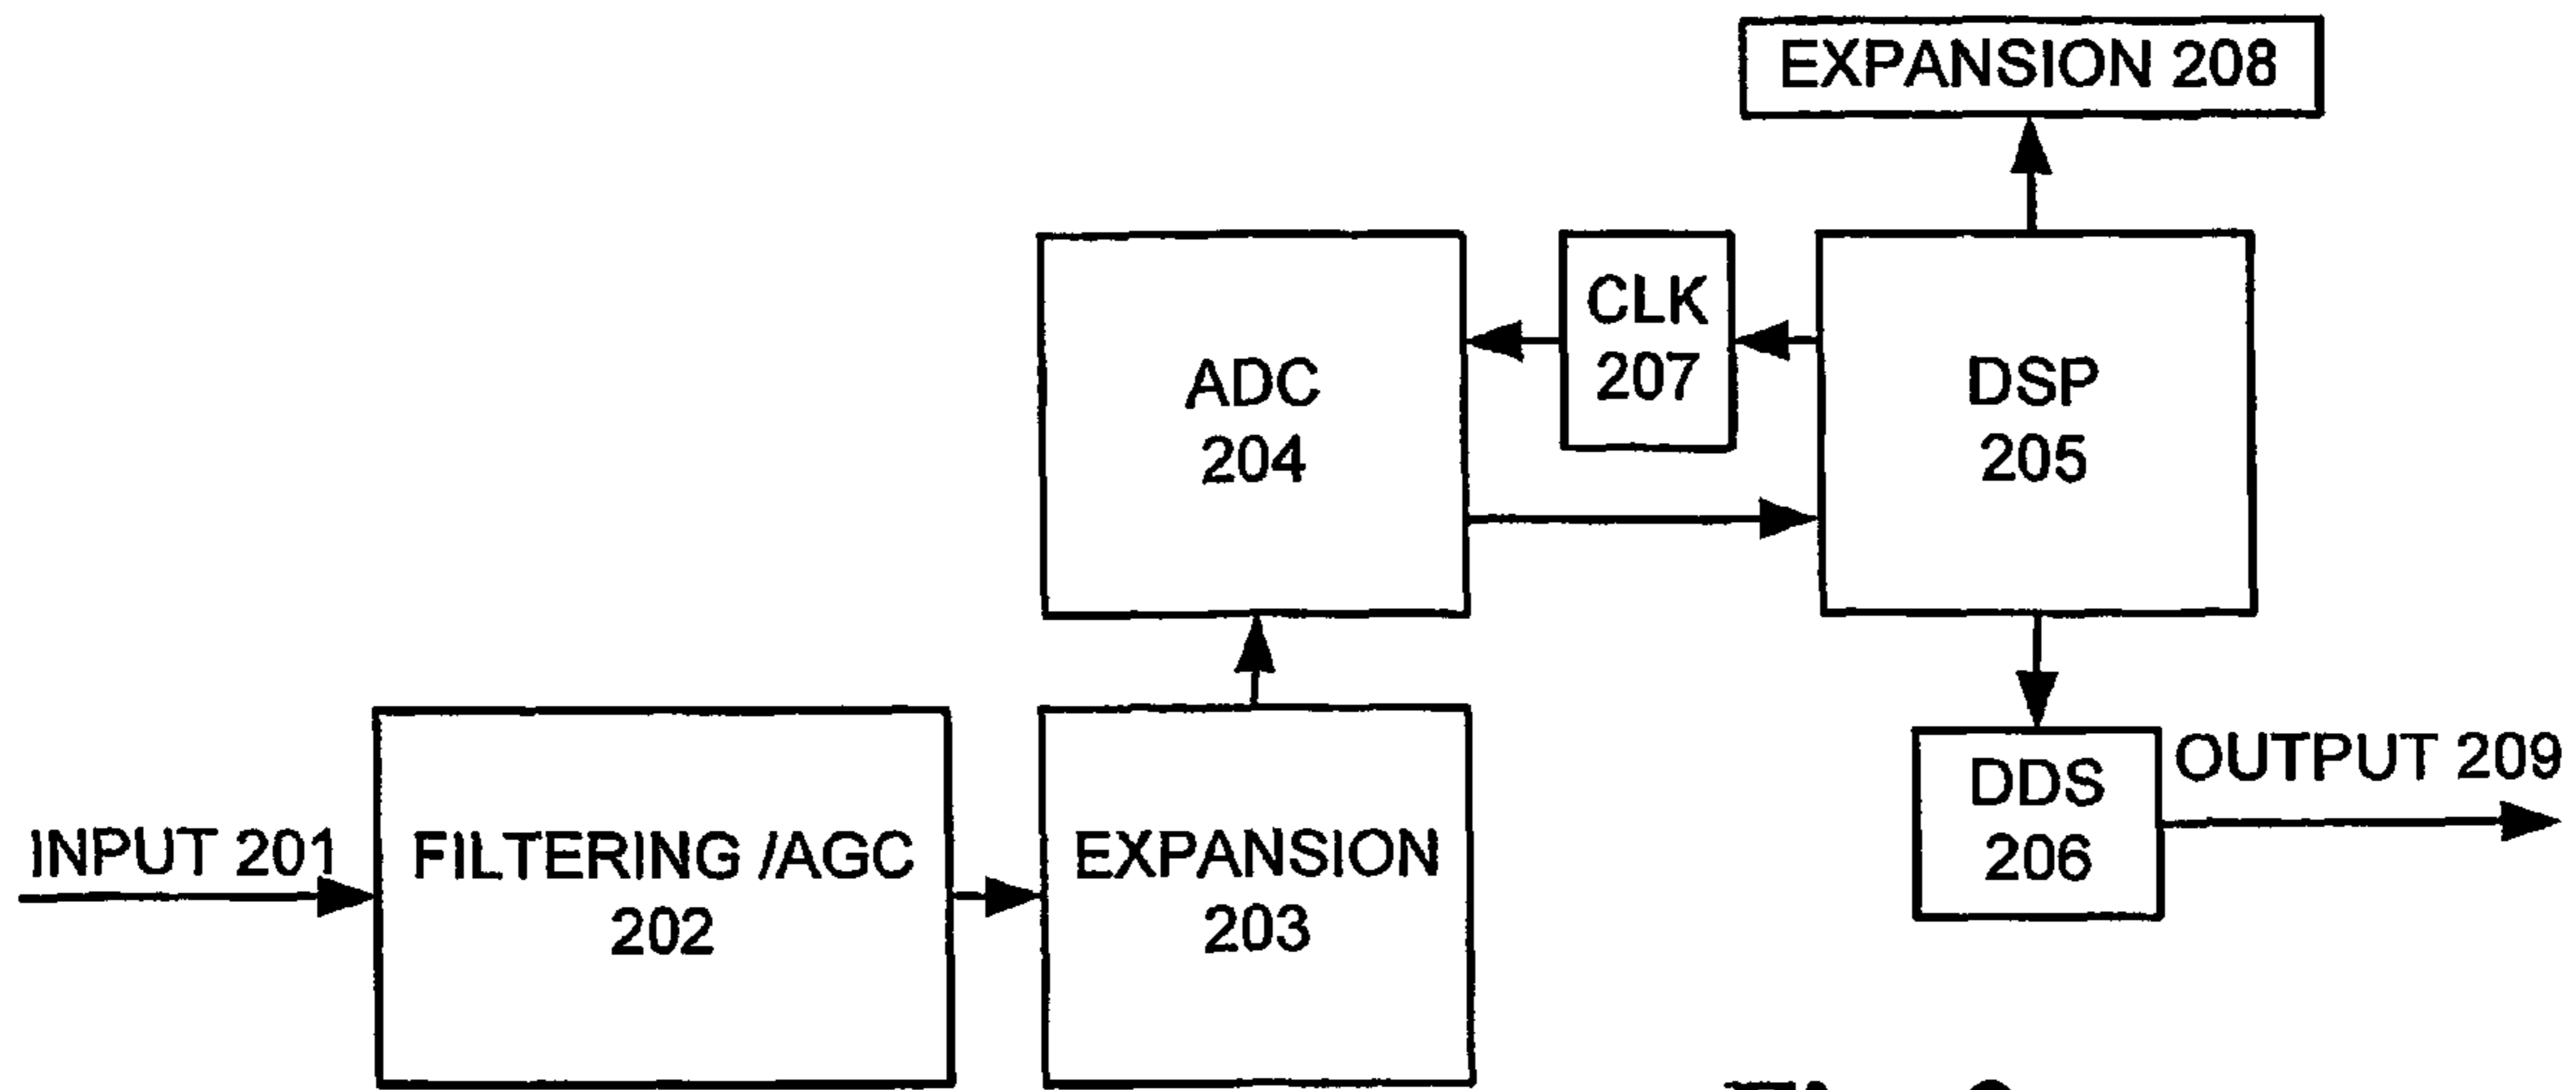 EXPANSION 208
CLK
207
ADC
204
DSP
205
INPUT 201
FILTERING /AGC
202
EXPANSION
203
DDS
206
OUTPUT 209